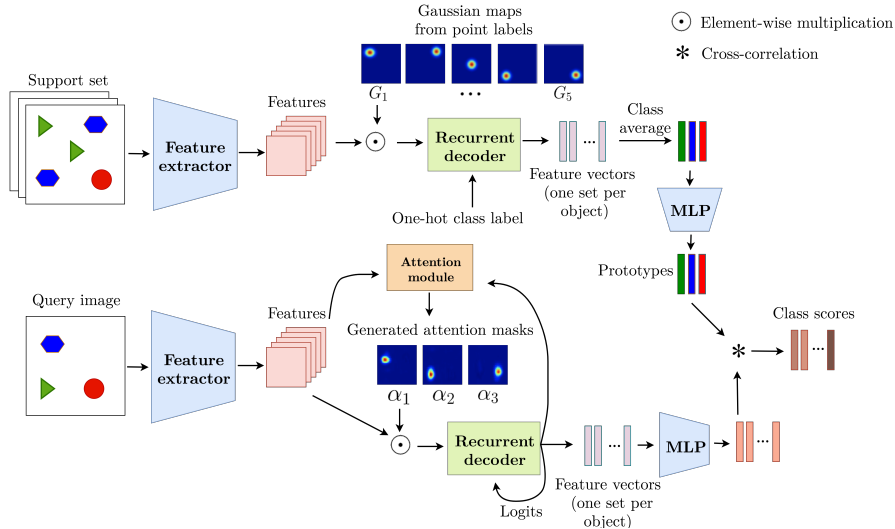 Gaussian maps
from point labels
Element-wise multiplication
Cross-correlation
Support set
Features
G1
...
G5
Feature
extractor
Recurrent
decoder
...
Class
average
Feature vectors
(one set per
object)
MLP
One-hot class label
Prototypes
Attention
module
Query image
Features
Generated attention masks
Class scores
Feature
extractor
α1
α2
α3
*
...
Recurrent
decoder
...
MLP
...
Feature vectors
(one set per
object)
Logits